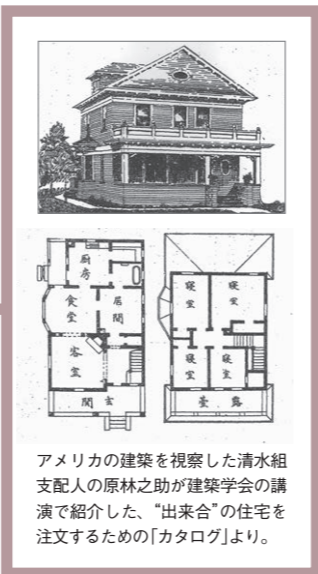 厨房
食堂
居間
客室
玄関
寝室
寝室
寝室
寝室
露臺
アメリカの建築を視察した清水組
支配人の原林之助が建築学会の講
演で紹介した、“出来合”の住宅を
注文するための「カタログ」より。